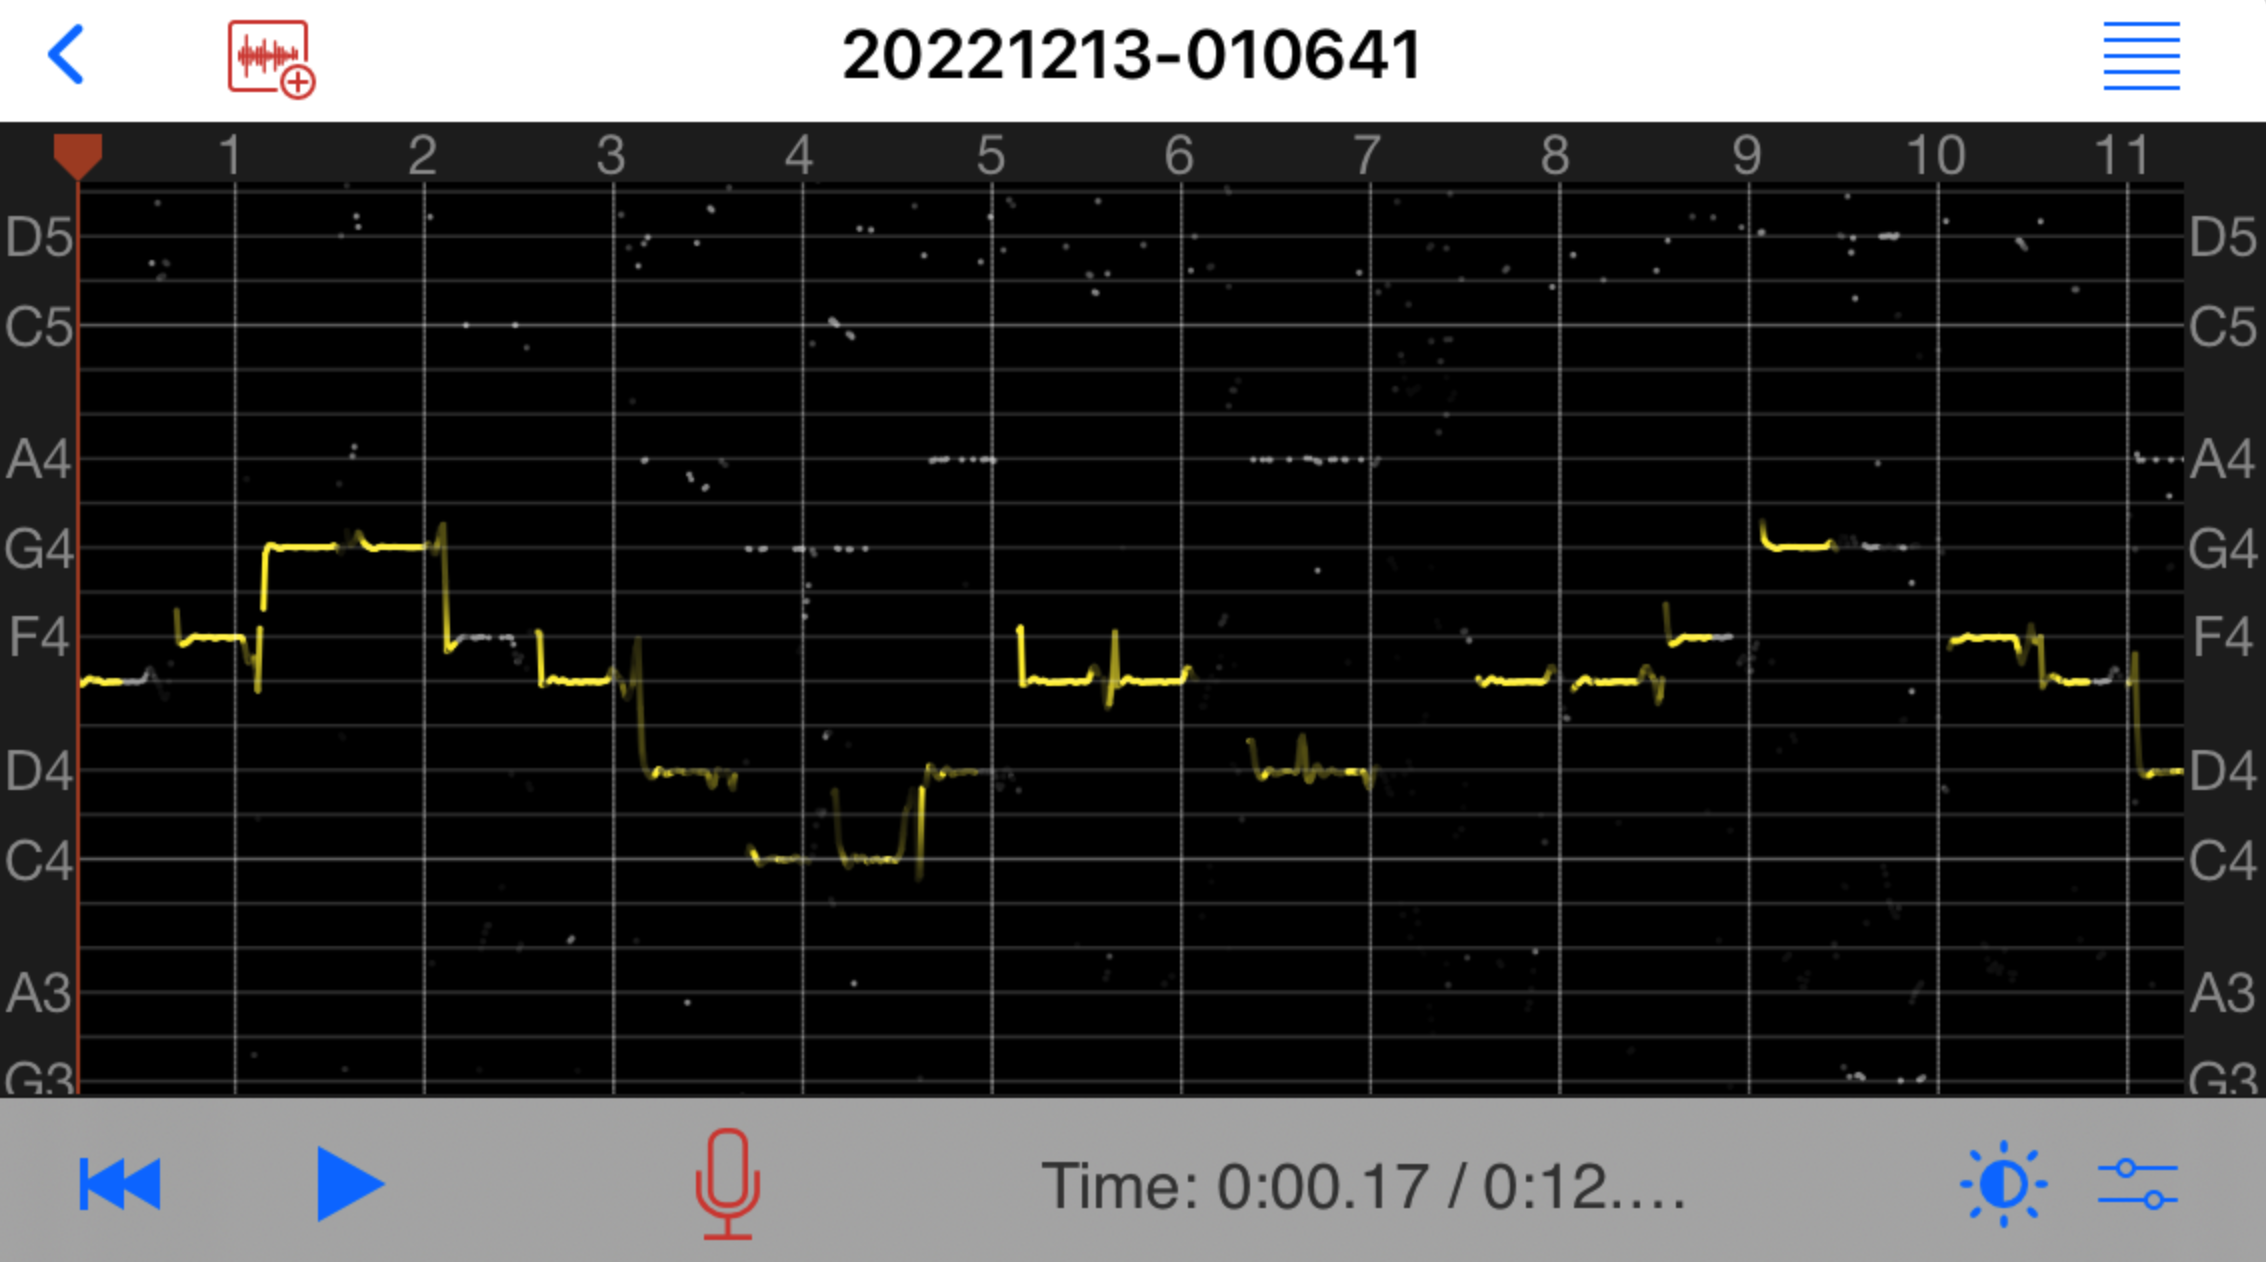 20221213-010641
1 2 3 4 5 6 7 8 9 10 11
D5 D5
C5 C5
A4 A4
G4 G4
F4 F4
D4 D4
C4 C4
A3 A3
G3 G3
Time: 0:00.17 / 0:12....